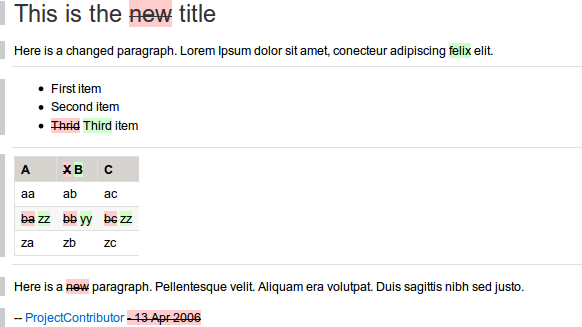 This is the new title
Here is a changed paragraph. Lorem Ipsum dolor sit amet, conecteur adipiscing felix elit.
First item
Second item
Thrid Third item
A X B C
aa ab ac
ba zz bb yy bc zz
za zb zc
Here is a new paragraph. Pellentesque velit. Aliquam era volutpat. Duis sagittis nibh sed justo.
-- ProjectContributor - 13 Apr 2006